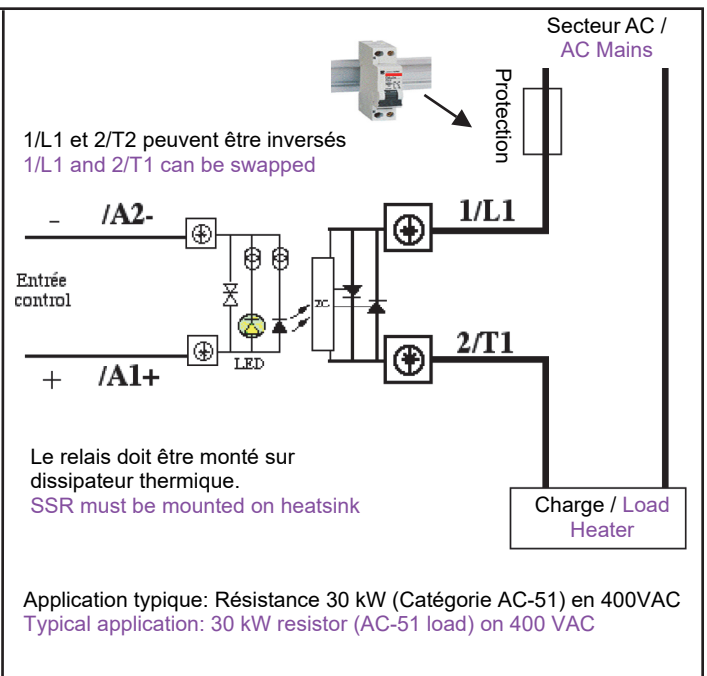 Secteur AC /
AC Mains
Protection
1/L1 et 2/T2 peuvent être inversés
1/L1 and 2/T1 can be swapped
- /A2-
1/L1
Entrée
control
ZC
LED
+ /A1+
2/T1
Le relais doit être monté sur
dissipateur thermique.
SSR must be mounted on heatsink
Charge / Load
Heater
Application typique: Résistance 30 kW (Catégorie AC-51) en 400VAC
Typical application: 30 kW resistor (AC-51 load) on 400 VAC